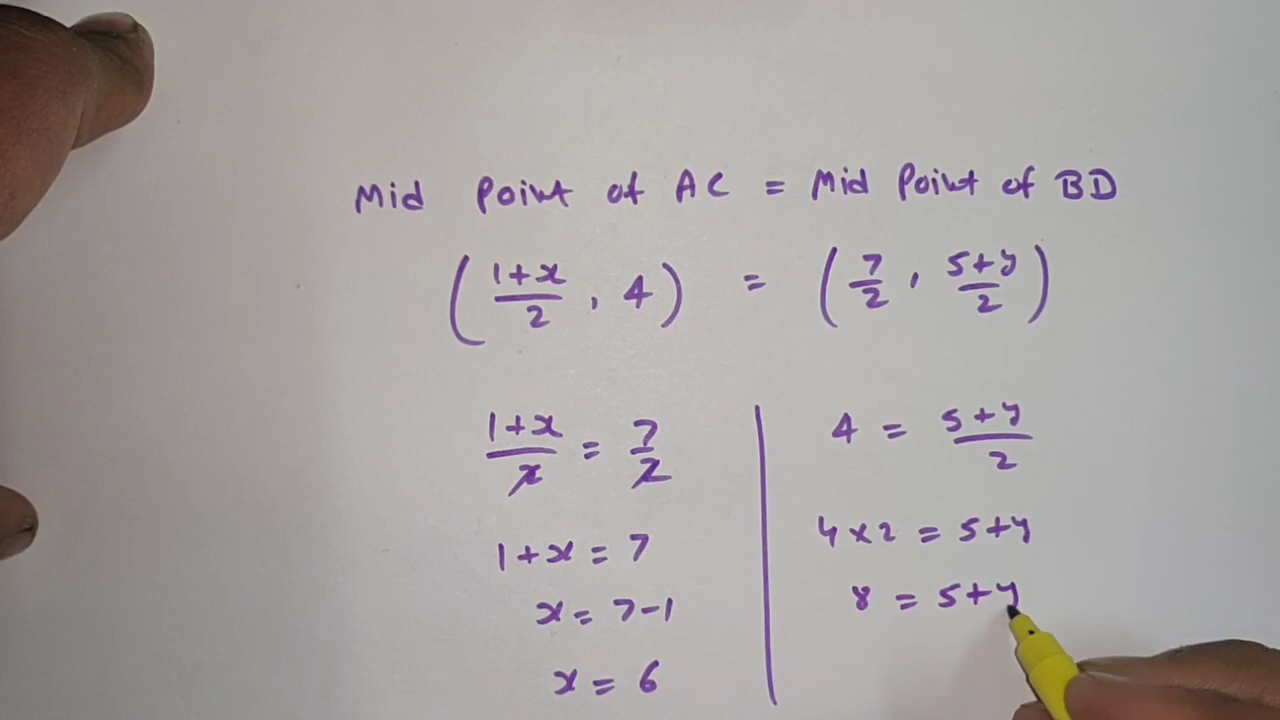 Mid Point of AC = Mid Point of BD
(1+x/2, 4) = (7/2, 5+y/2)
1+x/2 = 7/2
1+x = 7
x = 7-1
x = 6
4 = 5+y/2
4×2 = 5+y
8 = 5+y